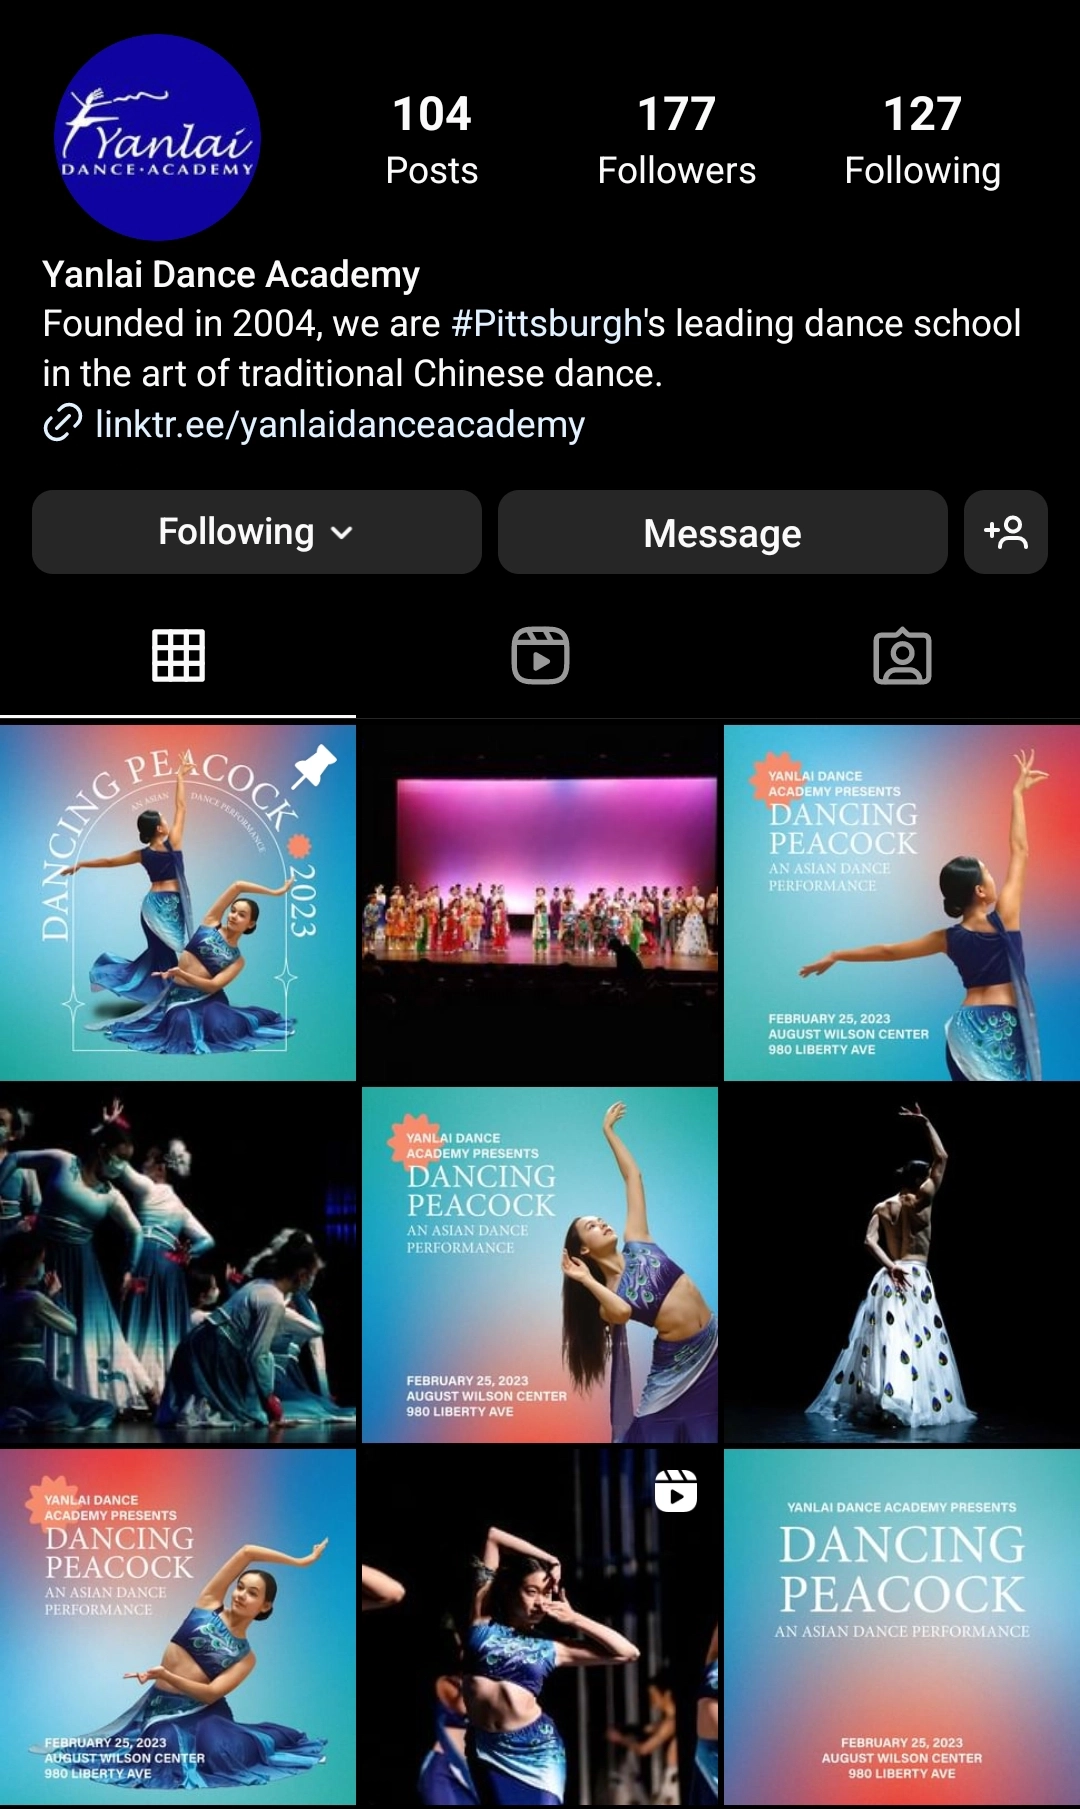 Yanlai
DANCE·ACADEMY
104
Posts
177
Followers
127
Following
Yanlai Dance Academy
Founded in 2004, we are #Pittsburgh's leading dance school
in the art of traditional Chinese dance.
linktr.ee/yanlaidanceacademy
Following
Message
DANCING PEACOCK 2023
AN ASIAN DANCE PERFORMANCE
YANLAI DANCE
ACADEMY PRESENTS
DANCING
PEACOCK
AN ASIAN DANCE
PERFORMANCE
FEBRUARY 25, 2023
AUGUST WILSON CENTER
980 LIBERTY AVE
YANLAI DANCE
ACADEMY PRESENTS
DANCING
PEACOCK
AN ASIAN DANCE
PERFORMANCE
FEBRUARY 25, 2023
AUGUST WILSON CENTER
980 LIBERTY AVE
YANLAI DANCE
ACADEMY PRESENTS
DANCING
PEACOCK
AN ASIAN DANCE
PERFORMANCE
FEBRUARY 25, 2023
AUGUST WILSON CENTER
980 LIBERTY AVE
YANLAI DANCE ACADEMY PRESENTS
DANCING
PEACOCK
AN ASIAN DANCE PERFORMANCE
FEBRUARY 25, 2023
AUGUST WILSON CENTER
980 LIBERTY AVE